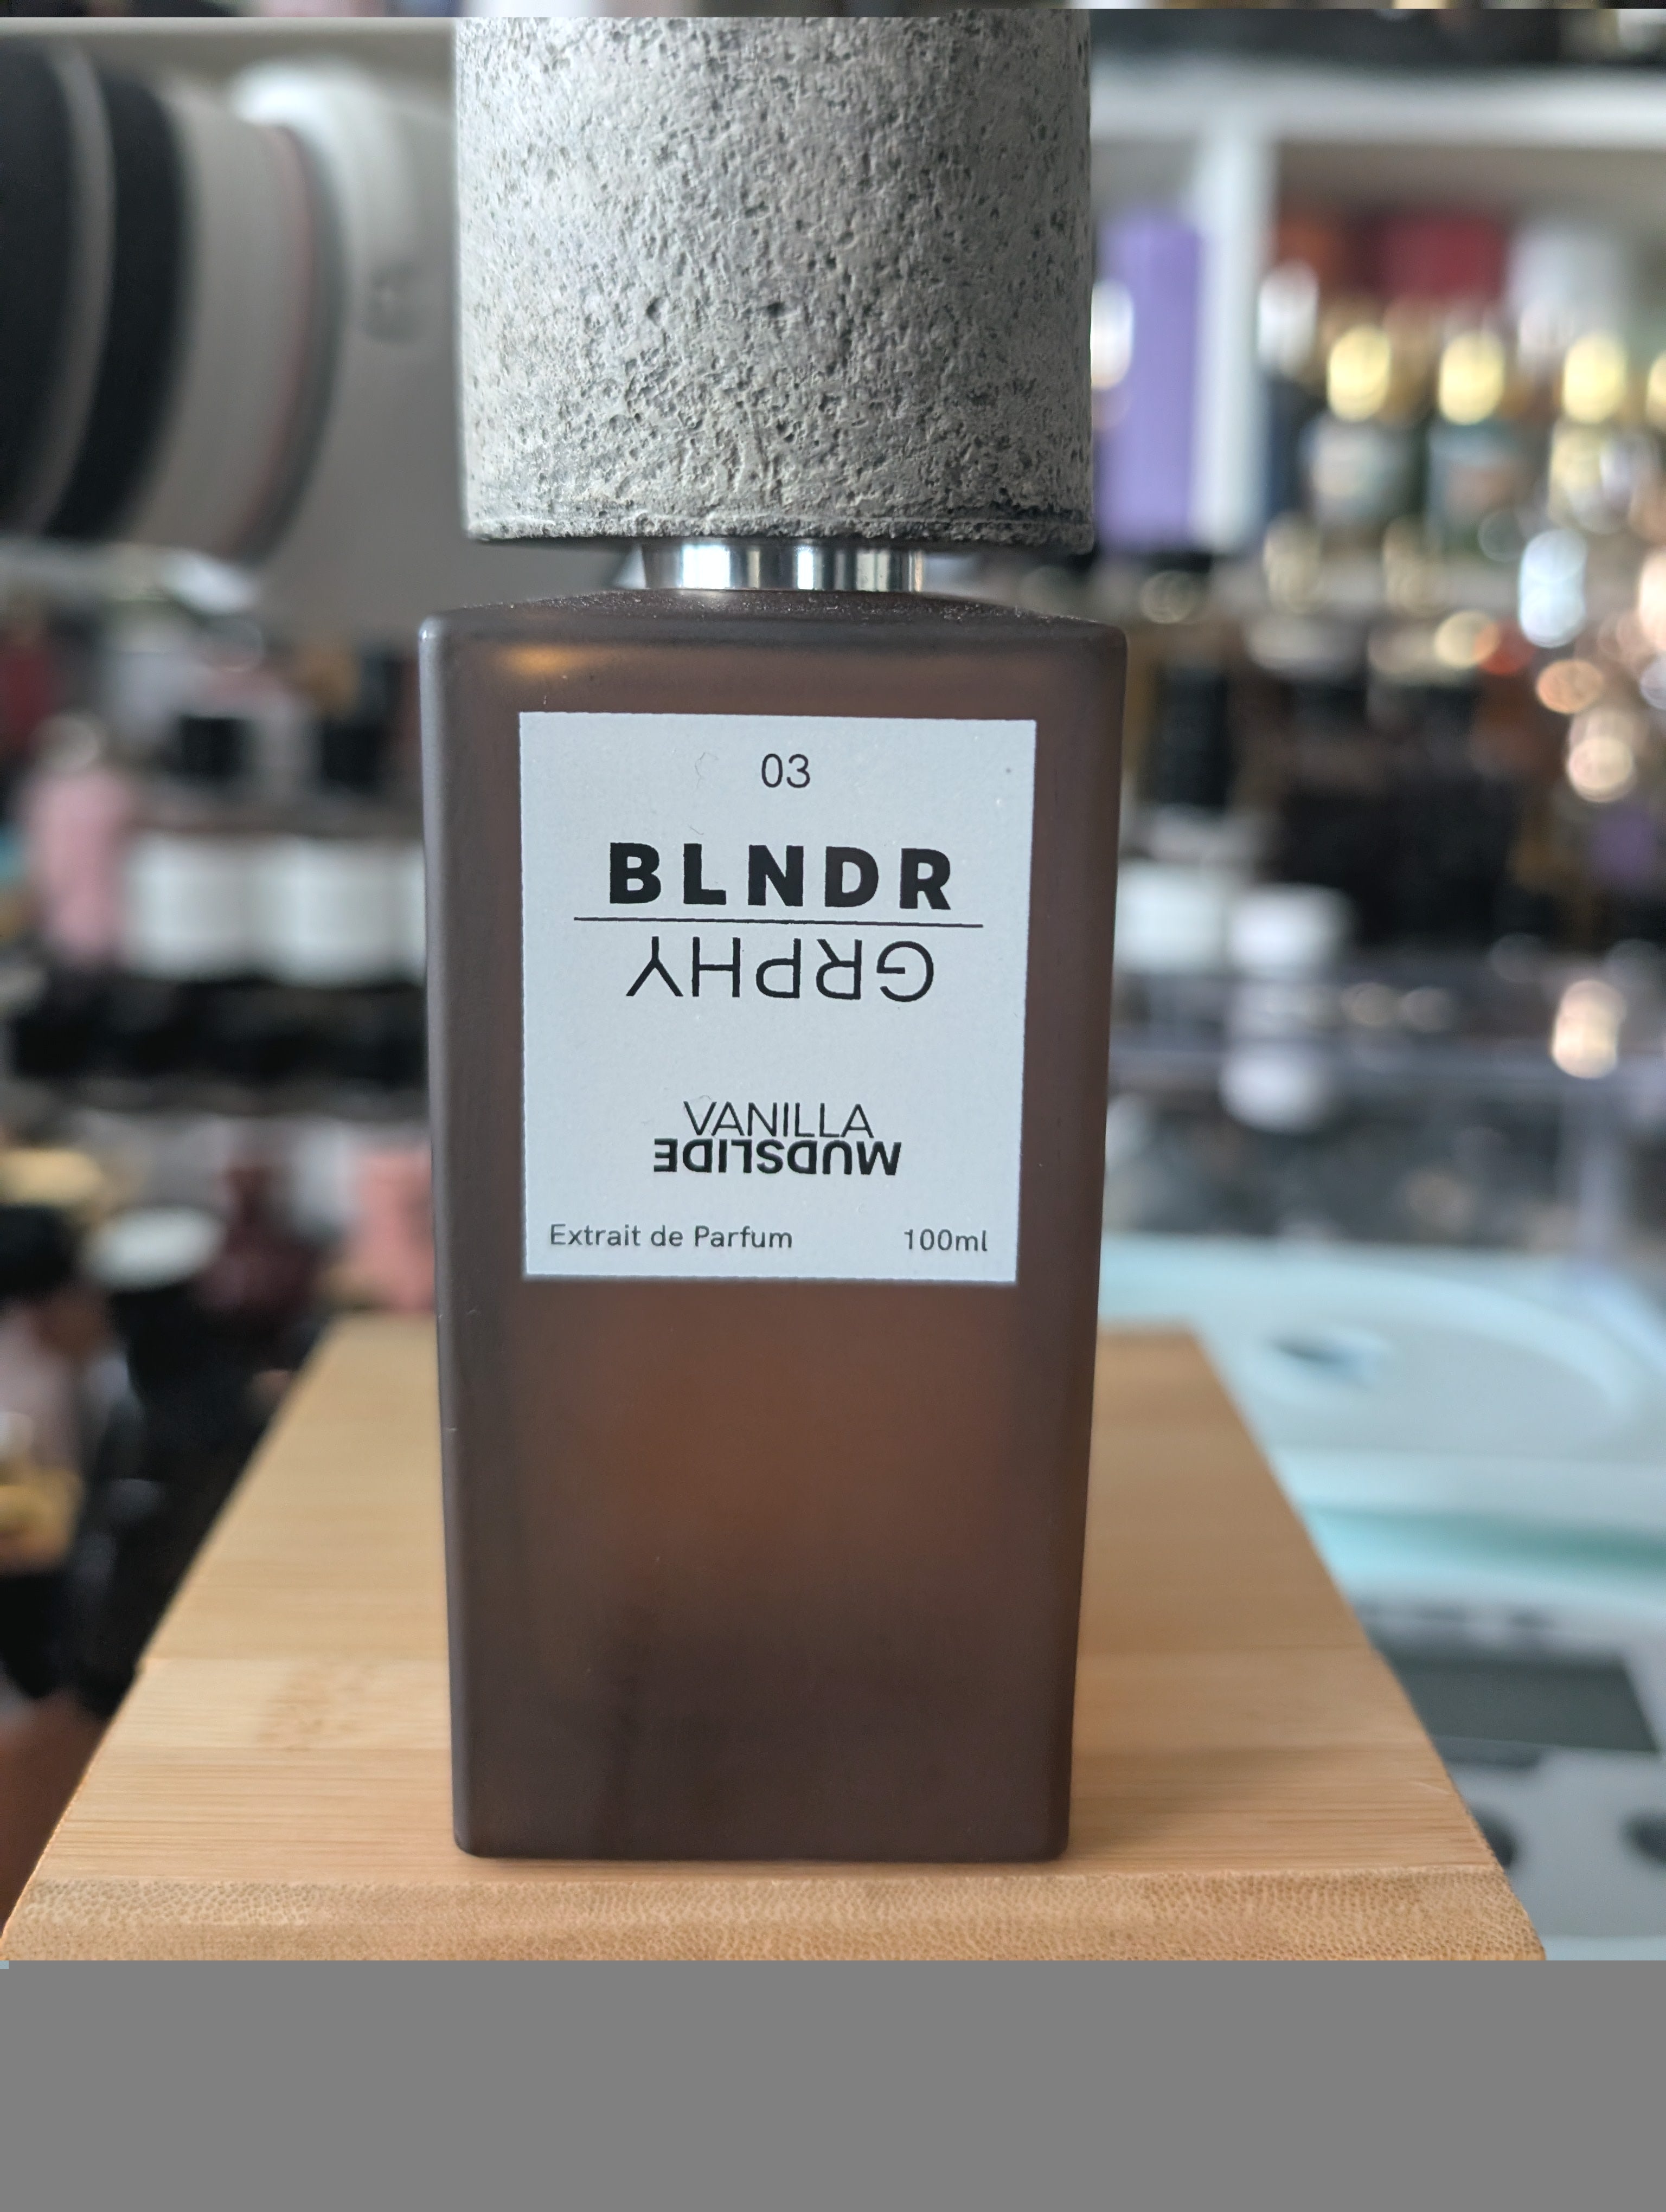 03
BLNDR
GRPHY
VANILLA
MUDSLIDE
Extrait de Parfum 100ml